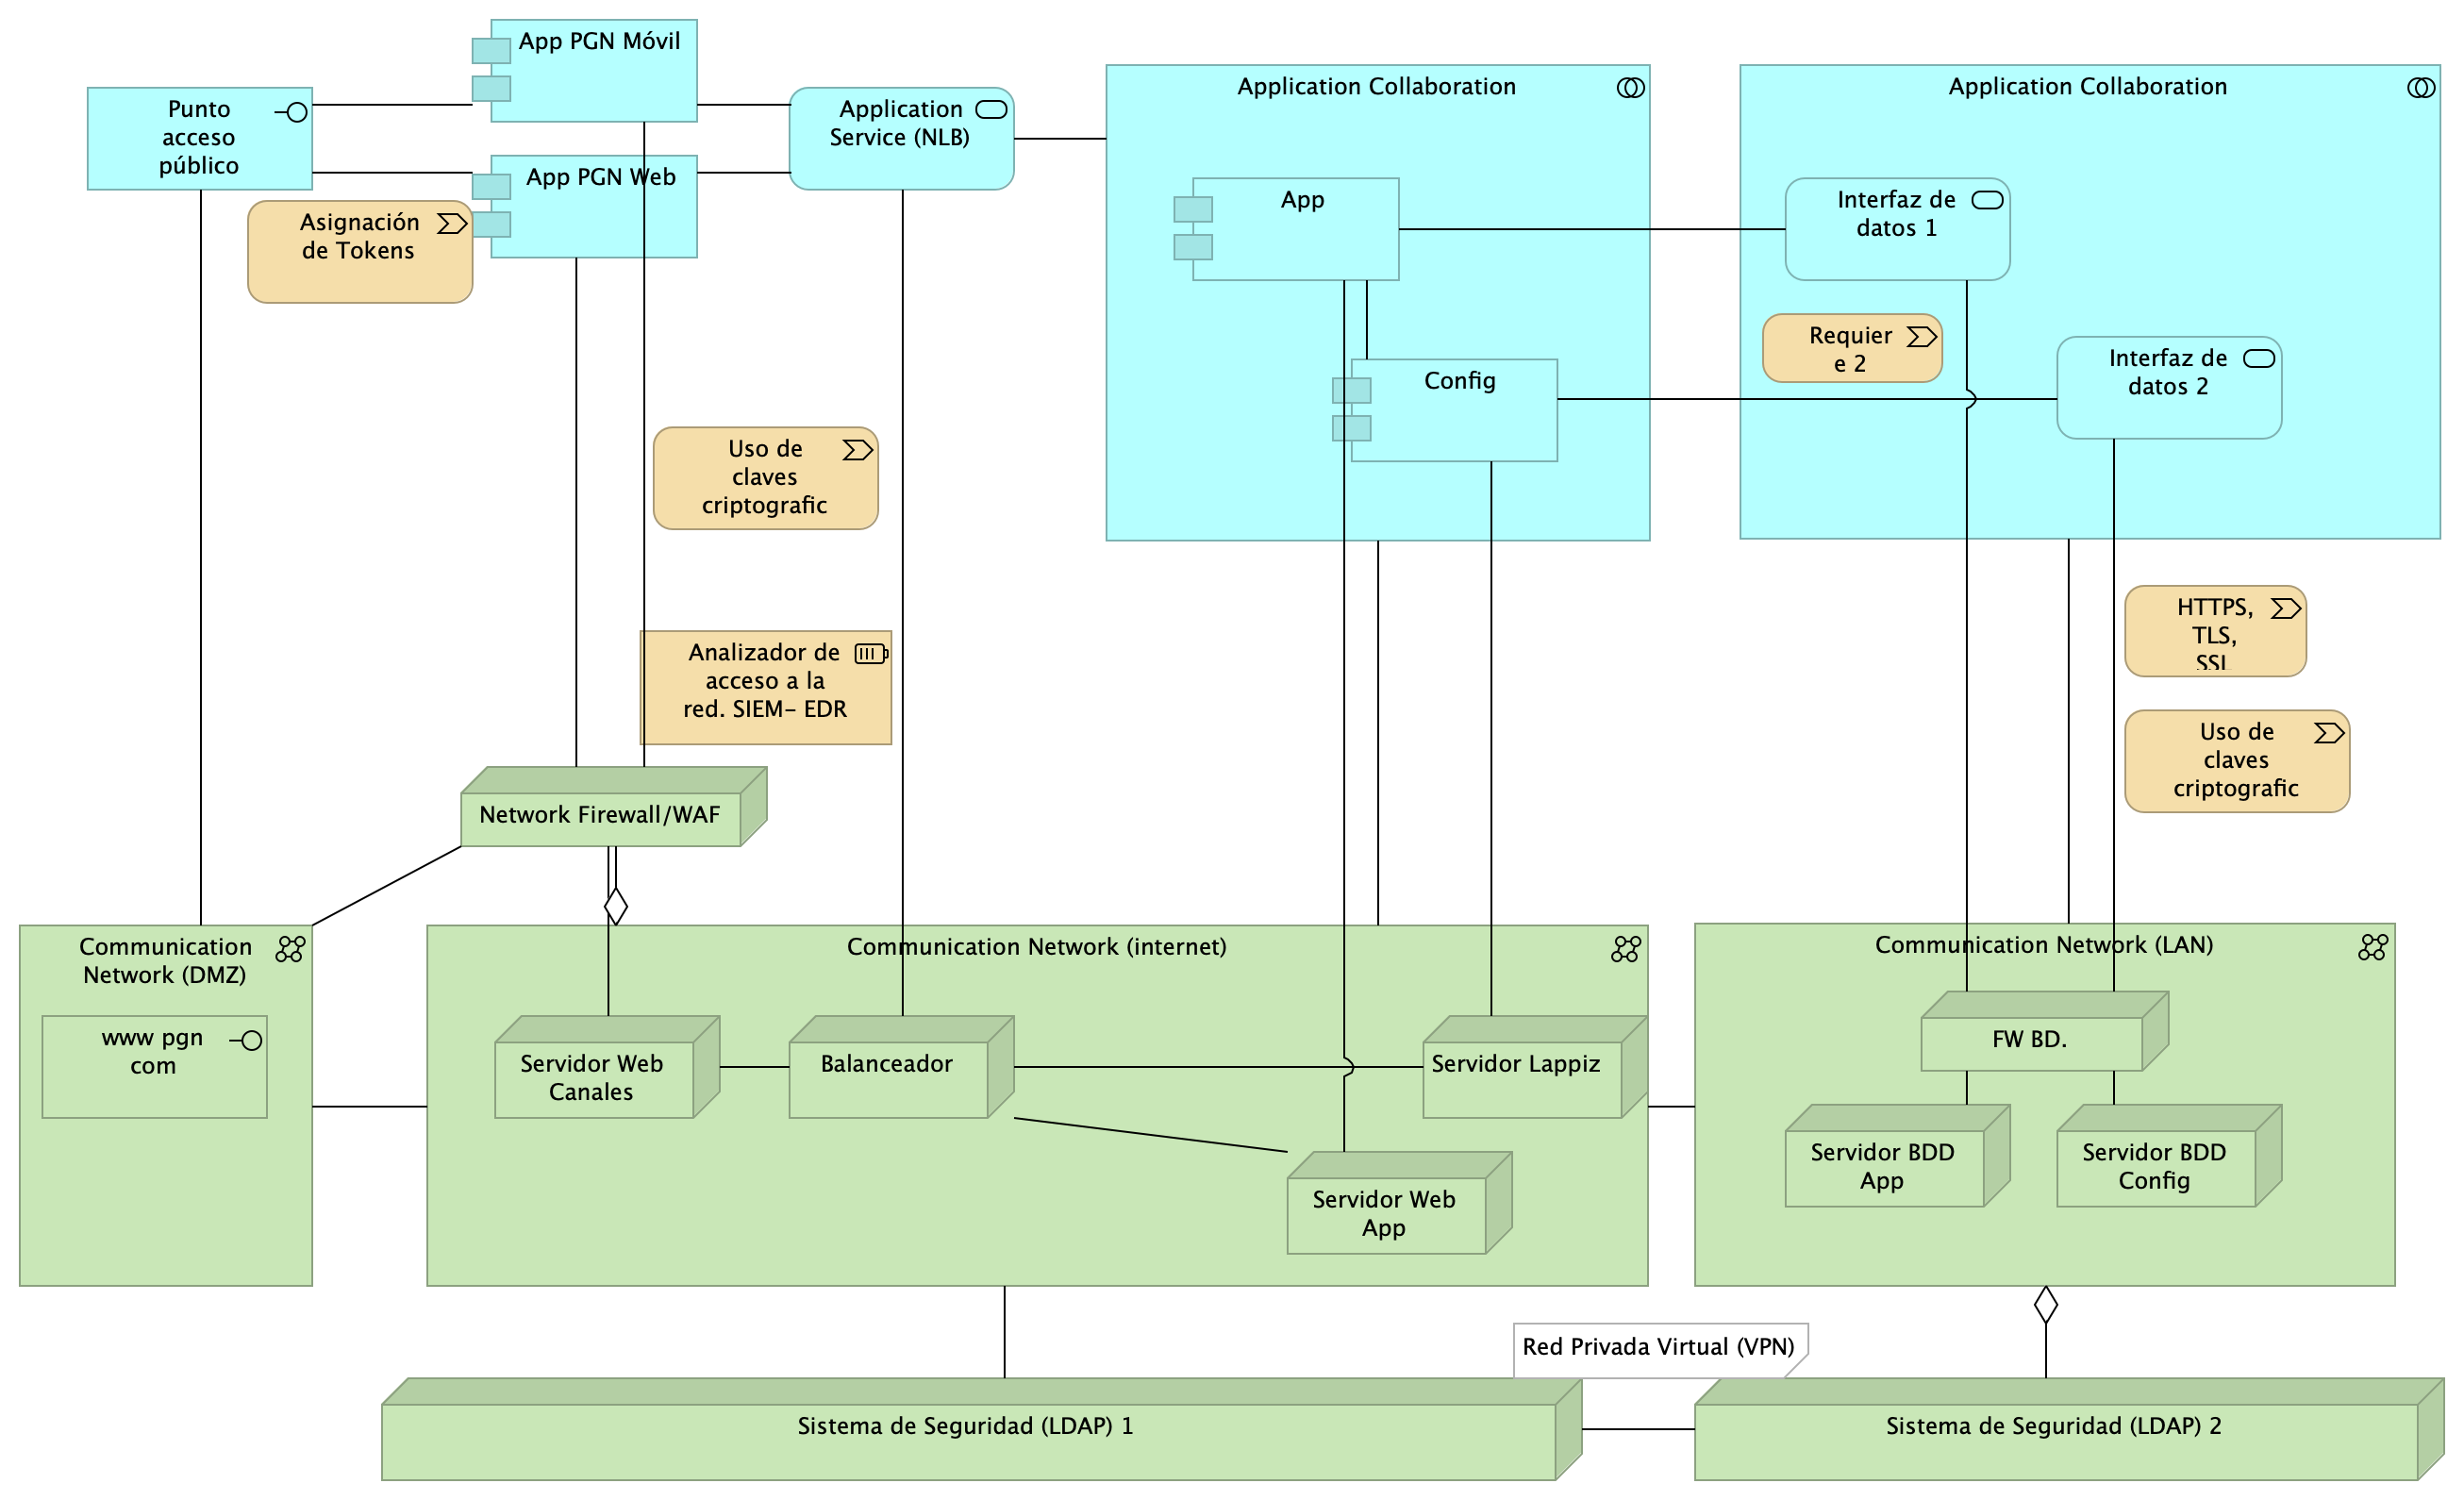 App PGN Móvil
Punto
acceso
público
Application
Service (NLB)
App PGN Web
Asignación
de Tokens
Application Collaboration
App
Config
Application Collaboration
Interfaz de
datos 1
Requier
e 2
Interfaz de
datos 2
Uso de
claves
criptografic
Analizador de
acceso a la
red. SIEM- EDR
HTTPS,
TLS,
SSL
Uso de
claves
criptografic
Network Firewall/WAF
Communication
Network (DMZ)
www pgn
com
Communication Network (internet)
Servidor Web
Canales
Balanceador
Servidor Lappiz
Servidor Web
App
Communication Network (LAN)
FW BD.
Servidor BDD
App
Servidor BDD
Config
Red Privada Virtual (VPN)
Sistema de Seguridad (LDAP) 1
Sistema de Seguridad (LDAP) 2